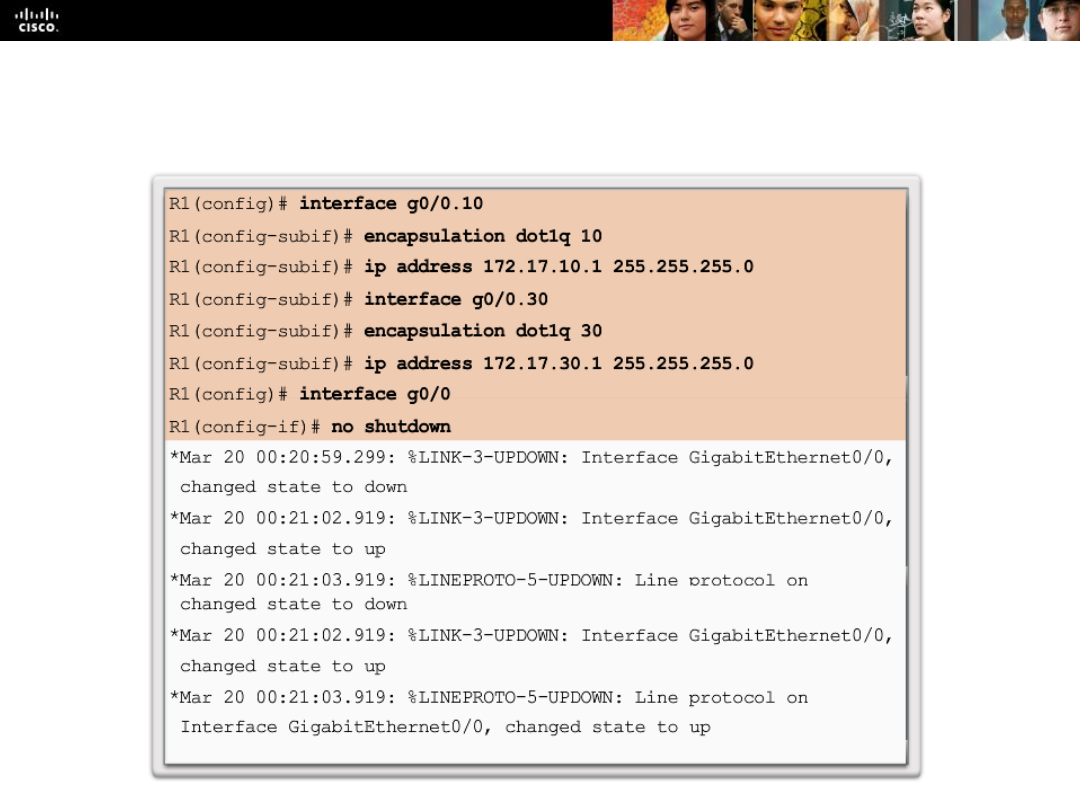 CISCO.
R1(config)# interface g0/0.10
R1(config-subif)# encapsulation dot1q 10
R1(config-subif)# ip address 172.17.10.1 255.255.255.0
R1(config-subif)# interface g0/0.30
R1(config-subif)# encapsulation dot1q 30
R1(config-subif)# ip address 172.17.30.1 255.255.255.0
R1(config)# interface g0/0
R1(config-if)# no shutdown
*Mar 20 00:20:59.299: %LINK-3-UPDOWN: Interface GigabitEthernet0/0,
changed state to down
*Mar 20 00:21:02.919: %LINK-3-UPDOWN: Interface GigabitEthernet0/0,
changed state to up
*Mar 20 00:21:03.919: %LINEPROTO-5-UPDOWN: Line protocol on
changed state to down
*Mar 20 00:21:02.919: %LINK-3-UPDOWN: Interface GigabitEthernet0/0,
changed state to up
*Mar 20 00:21:03.919: %LINEPROTO-5-UPDOWN: Line protocol on
Interface GigabitEthernet0/0, changed state to up